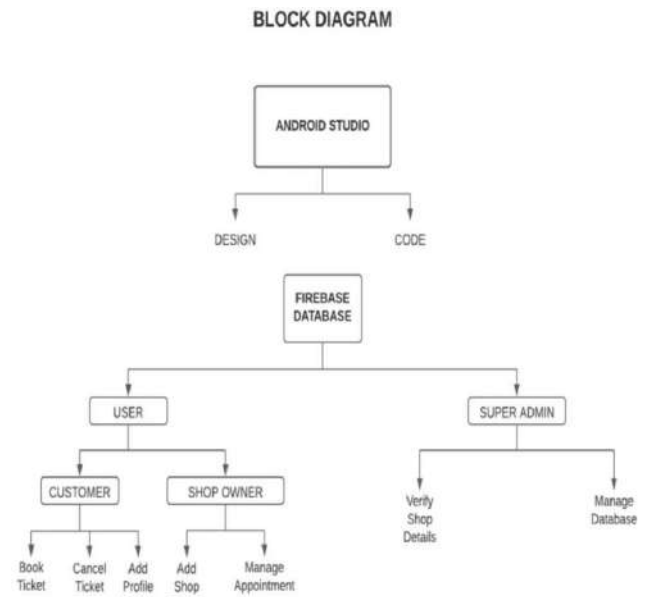 BLOCK DIAGRAM
ANDROID STUDIO
DESIGN
CODE
FIREBASE
DATABASE
USER
SUPER ADMIN
CUSTOMER
SHOP OWNER
Verify
Shop
Details
Manage
Database
Book
Ticket
Cancel
Ticket
Add
Profile
Add
Shop
Manage
Appointment